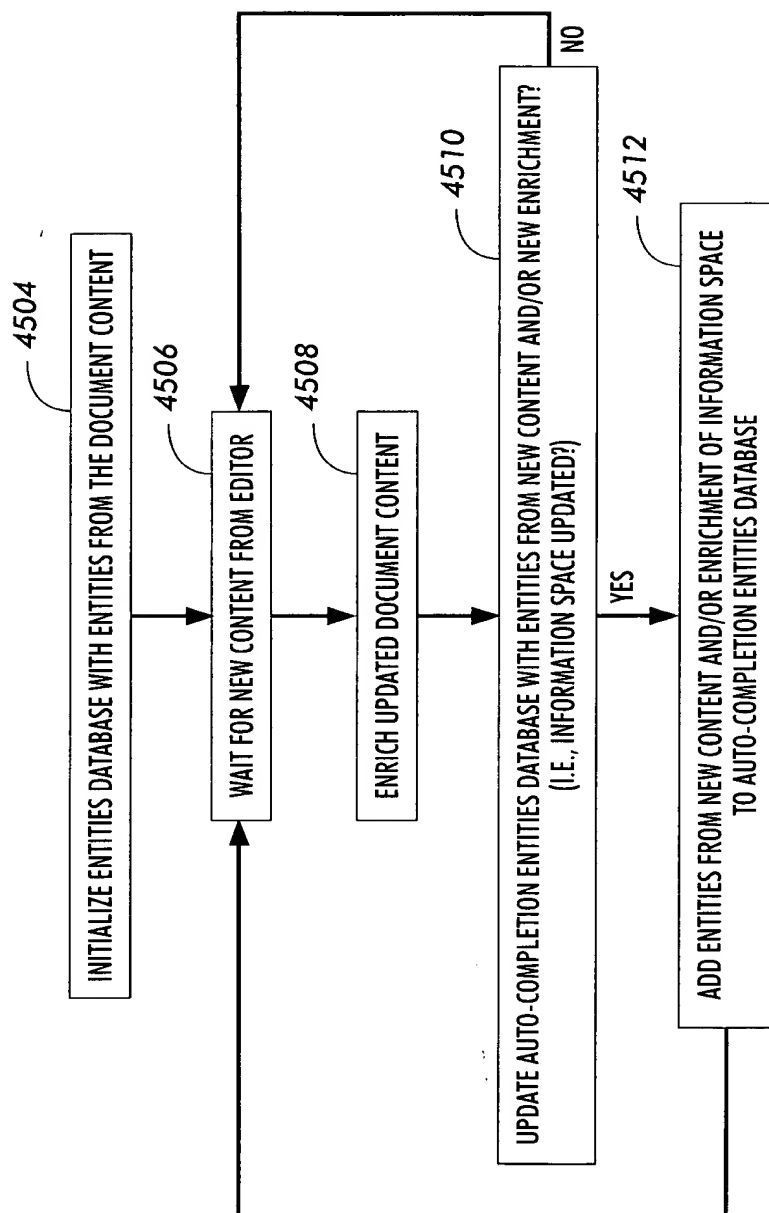 4504
INITIALIZE ENTITIES DATABASE WITH ENTITIES FROM THE DOCUMENT CONTENT
4506
WAIT FOR NEW CONTENT FROM EDITOR
4508
ENRICH UPDATED DOCUMENT CONTENT
4510
UPDATE AUTO-COMPLETION ENTITIES DATABASE WITH ENTITIES FROM NEW CONTENT AND/OR NEW ENRICHMENT?
(I.E., INFORMATION SPACE UPDATED?)
NO
YES
4512
ADD ENTITIES FROM NEW CONTENT AND/OR ENRICHMENT OF INFORMATION SPACE
TO AUTO-COMPLETION ENTITIES DATABASE